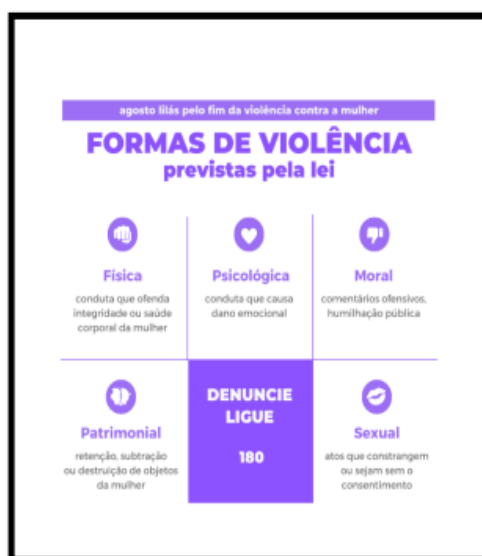 agosto lilás pelo fim da violência contra a mulher
FORMAS DE VIOLÊNCIA
previstas pela lei
Física
conduta que ofenda
integridade ou saúde
corporal da mulher
Psicológica
conduta que causa
dano emocional
Moral
comentários ofensivos,
humilhação pública
Patrimonial
retenção, subtração
ou destruição de objetos
da mulher
DENUNCIE
LIGUE
180
Sexual
atos que constrangem
ou sejam sem o
consentimento